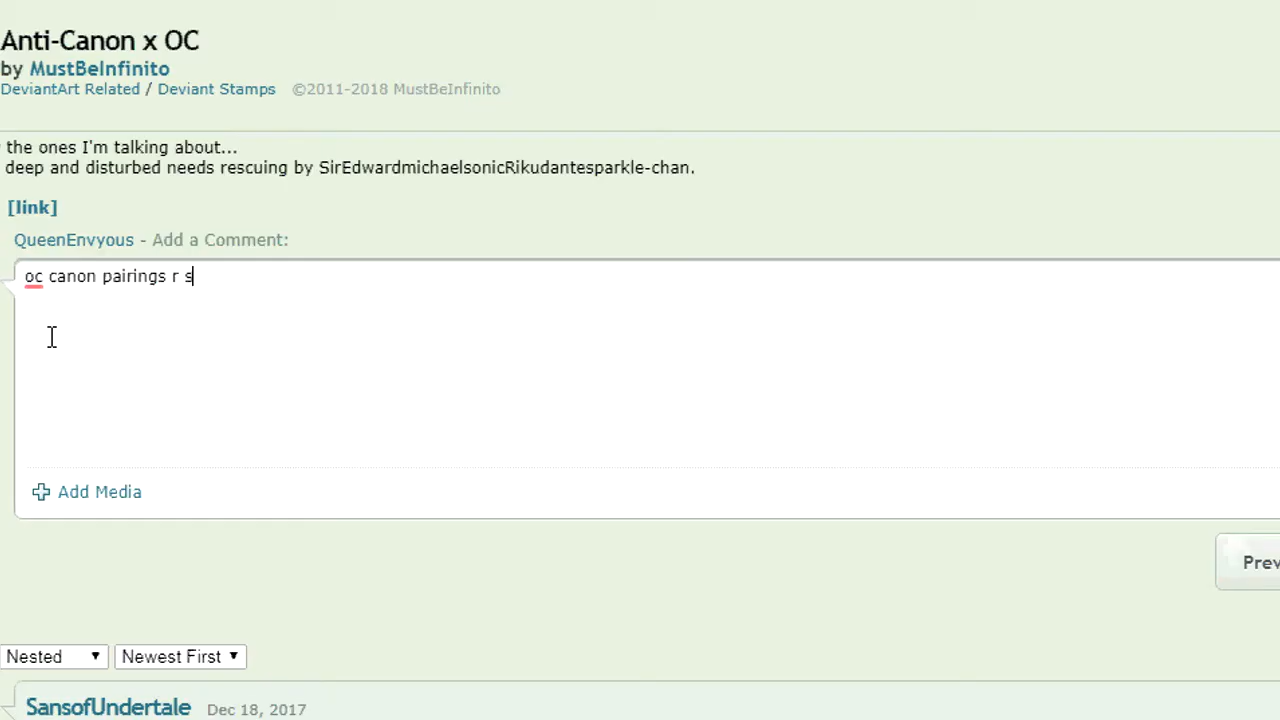 Anti-Canon x OC
by MustBeInfinito
DeviantArt Related / Deviant Stamps ©2011-2018 MustBeInfinito
the ones I'm talking about...
deep and disturbed needs rescuing by SirEdwardmichaelsonicRikudantesparkle-chan.
[link]
QueenEnvyous - Add a Comment:
oc canon pairings r s
Add Media
Prev
Nested Newest First
SansofUndertale Dec 18, 2017